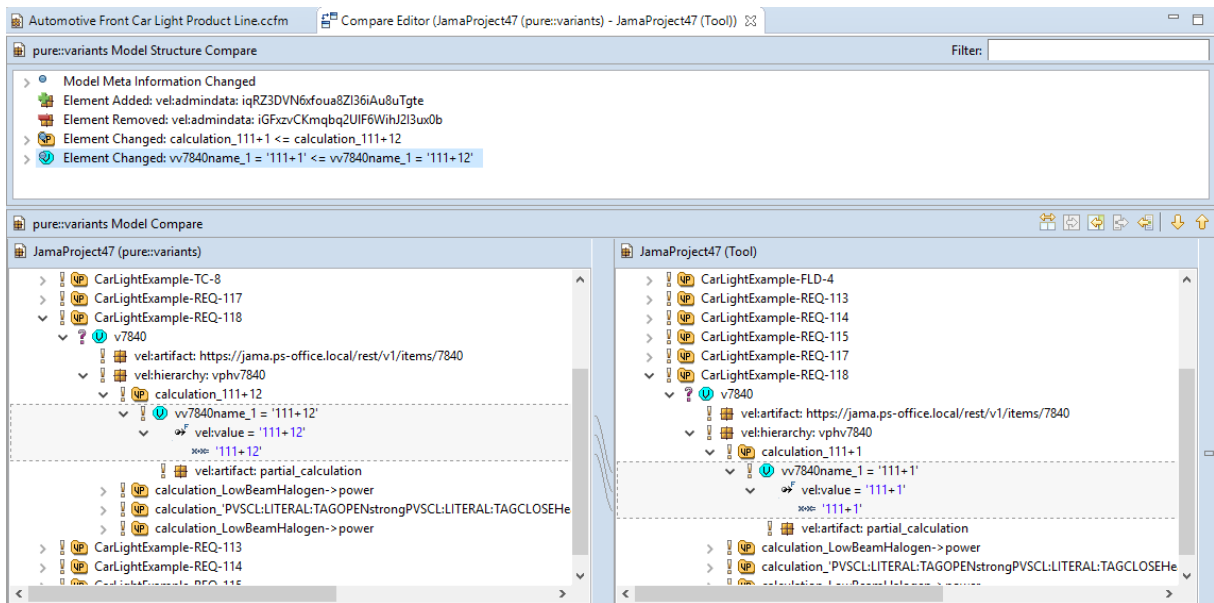 Automotive Front Car Light Product Line.ccfm
Compare Editor (JamaProject47 (pure::variants) - JamaProject47 (Tool))
pure::variants Model Structure Compare
Filter:
Model Meta Information Changed
Element Added: vel:admindata: iqRZ3DVN6xfoua8ZI36iAu8uTgte
Element Removed: vel:admindata: iGFxzvCKmqbq2UIF6WihJ2I3ux0b
Element Changed: calculation_111+1 <= calculation_111+12
Element Changed: vv7840name_1 = '111+1' <= vv7840name_1 = '111+12'
pure::variants Model Compare
JamaProject47 (pure::variants)
CarLightExample-TC-8
CarLightExample-REQ-117
CarLightExample-REQ-118
v7840
vel:artifact: https://jama.ps-office.local/rest/v1/items/7840
vel:hierarchy: vphv7840
calculation_111+12
vv7840name_1 = '111+12'
vel:value = '111+12'
'111+12'
vel:artifact: partial_calculation
calculation_LowBeamHalogen->power
calculation_'PVSCL:LITERAL:TAGOPENstrongPVSCL:LITERAL:TAGCLOSEHe
calculation_LowBeamHalogen->power
CarLightExample-REQ-113
CarLightExample-REQ-114
CarLightExample-REQ-115
JamaProject47 (Tool)
CarLightExample-FLD-4
CarLightExample-REQ-113
CarLightExample-REQ-114
CarLightExample-REQ-115
CarLightExample-REQ-117
CarLightExample-REQ-118
v7840
vel:artifact: https://jama.ps-office.local/rest/v1/items/7840
vel:hierarchy: vphv7840
calculation_111+1
vv7840name_1 = '111+1'
vel:value = '111+1'
'111+1'
vel:artifact: partial_calculation
calculation_LowBeamHalogen->power
calculation_'PVSCL:LITERAL:TAGOPENstrongPVSCL:LITERAL:TAGCLOSEHe
calculation_LowBeamHalogen->power